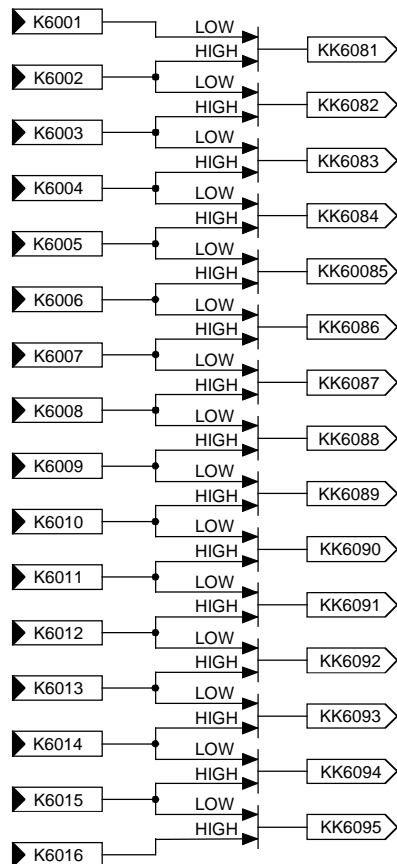 K6001
LOW
HIGH
KK6081
K6002
LOW
HIGH
KK6082
K6003
LOW
HIGH
KK6083
K6004
LOW
HIGH
KK6084
K6005
LOW
HIGH
KK60085
K6006
LOW
HIGH
KK6086
K6007
LOW
HIGH
KK6087
K6008
LOW
HIGH
KK6088
K6009
LOW
HIGH
KK6089
K6010
LOW
HIGH
KK6090
K6011
LOW
HIGH
KK6091
K6012
LOW
HIGH
KK6092
K6013
LOW
HIGH
KK6093
K6014
LOW
HIGH
KK6094
K6015
LOW
HIGH
KK6095
K6016